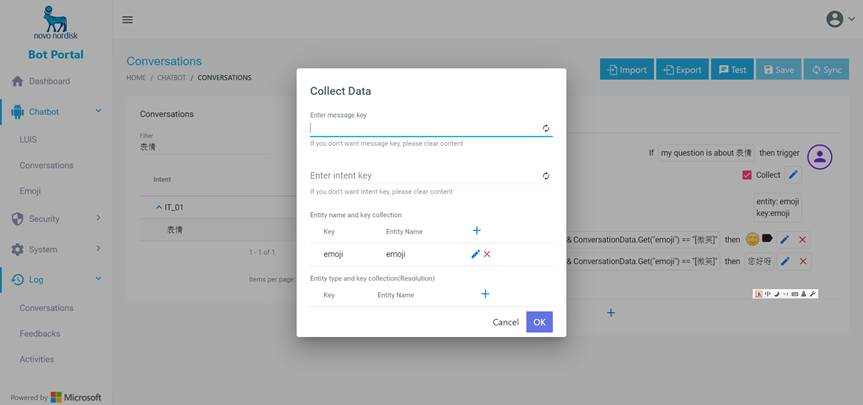 novo nordisk
Bot Portal
Dashboard
Chatbot
LUIS
Conversations
Emoji
Security
System
Log
Conversations
Feedbacks
Activities
Powered by Microsoft
Conversations
HOME / CHATBOT / CONVERSATIONS
Import
Export
Test
Save
Sync
Conversations
Filter
表情
Intent
IT_01
表情
1 - 1 of 1
Items per page:
Collect Data
Enter message key
If you don't want message key, please clear content
Enter intent key
If you don't want intent key, please clear content
Entity name and key collection
Key Entity Name
emoji emoji
Entity type and key collection(Resolution)
Key Entity Name
Cancel OK
If my question is about 表情 then trigger
Collect
entity: emoji
key:emoji
& ConversationData.Get("emoji") == "[微笑]" then
& ConversationData.Get("emoji") == "[微笑]" then 您好呀
中